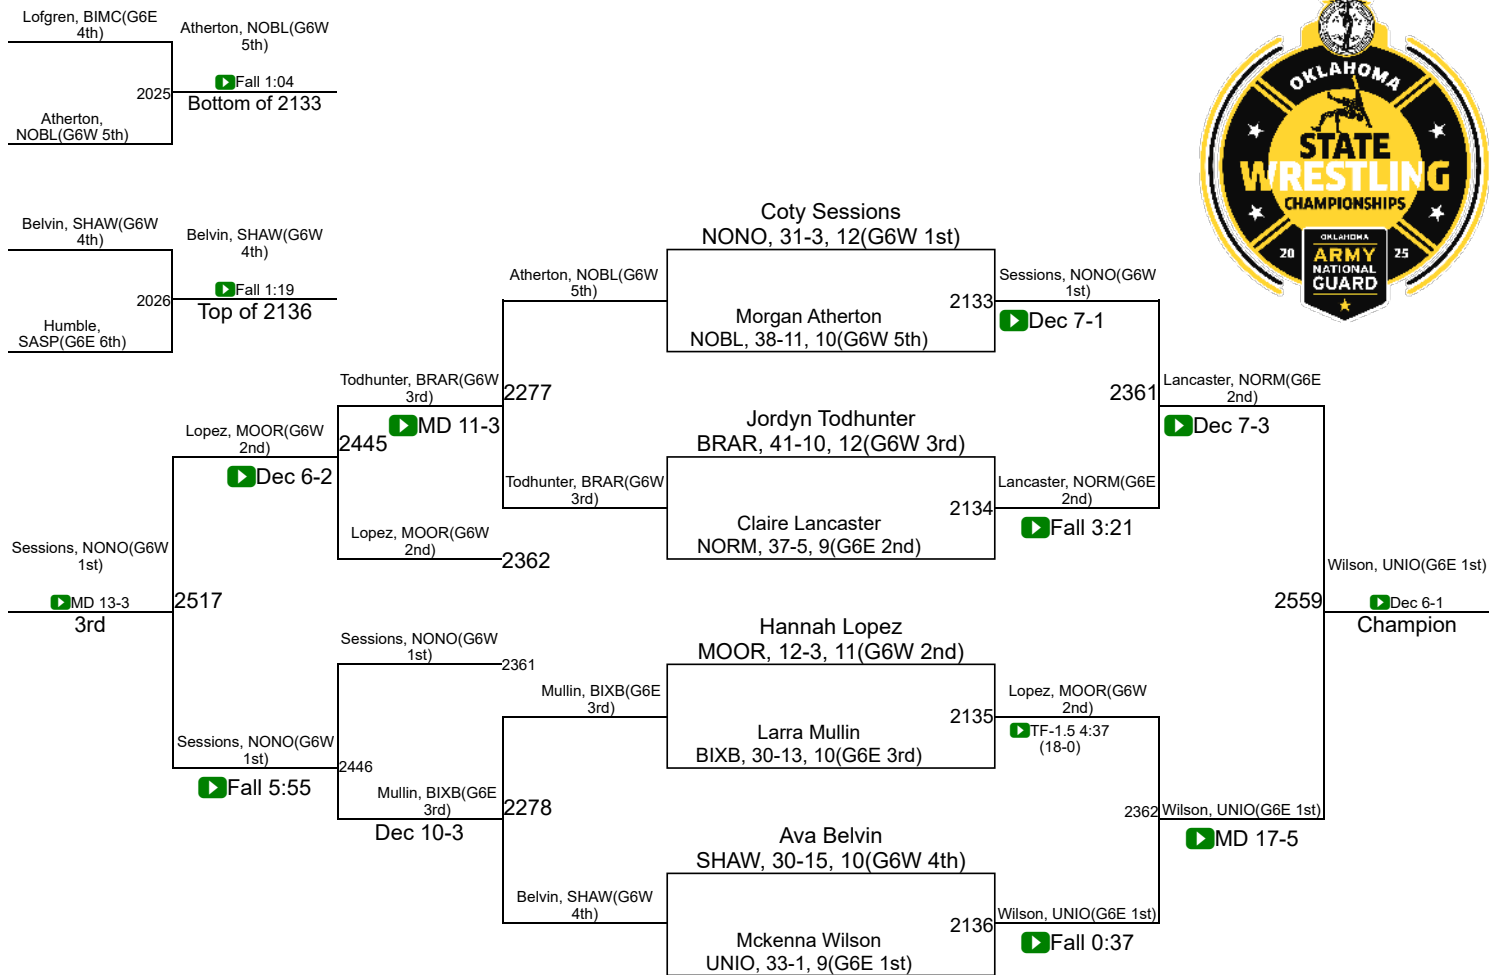 Lofgren, BIMC(G6E
4th)
Atherton, NOBL(G6W
5th)
2025
Fall 1:04
Bottom of 2133
Atherton,
NOBL(G6W 5th)
Belvin, SHAW(G6W
4th)
Belvin, SHAW(G6W
4th)
2026
Fall 1:19
Top of 2136
Humble,
SASP(G6E 6th)
OKLAHOMA
STATE
WRESTLING
CHAMPIONSHIPS
20
25
OKLAHOMA
ARMY
NATIONAL
GUARD
Coty Sessions
NONO, 31-3, 12(G6W 1st)
Atherton, NOBL(G6W
5th)
2133
Sessions, NONO(G6W
1st)
Dec 7-1
Morgan Atherton
NOBL, 38-11, 10(G6W 5th)
Todhunter, BRAR(G6W
3rd)
2277
MD 11-3
2361
Lancaster, NORM(G6E
2nd)
Dec 7-3
Jordyn Todhunter
BRAR, 41-10, 12(G6W 3rd)
Lopez, MOOR(G6W
2nd)
2445
Dec 6-2
Todhunter, BRAR(G6W
3rd)
2134
Lancaster, NORM(G6E
2nd)
Fall 3:21
Claire Lancaster
NORM, 37-5, 9(G6E 2nd)
Lopez, MOOR(G6W
2nd)
2362
Sessions, NONO(G6W
1st)
2517
MD 13-3
3rd
Wilson, UNIO(G6E 1st)
2559
Dec 6-1
Champion
Hannah Lopez
MOOR, 12-3, 11(G6W 2nd)
Sessions, NONO(G6W
1st)
2361
Mullin, BIXB(G6E
3rd)
2135
Lopez, MOOR(G6W
2nd)
TF-1.5 4:37
(18-0)
Larra Mullin
BIXB, 30-13, 10(G6E 3rd)
Sessions, NONO(G6W
1st)
2446
Fall 5:55
Mullin, BIXB(G6E
3rd)
2278
Dec 10-3
2362
Wilson, UNIO(G6E 1st)
MD 17-5
Ava Belvin
SHAW, 30-15, 10(G6W 4th)
Belvin, SHAW(G6W
4th)
2136
Wilson, UNIO(G6E 1st)
Fall 0:37
Mckenna Wilson
UNIO, 33-1, 9(G6E 1st)